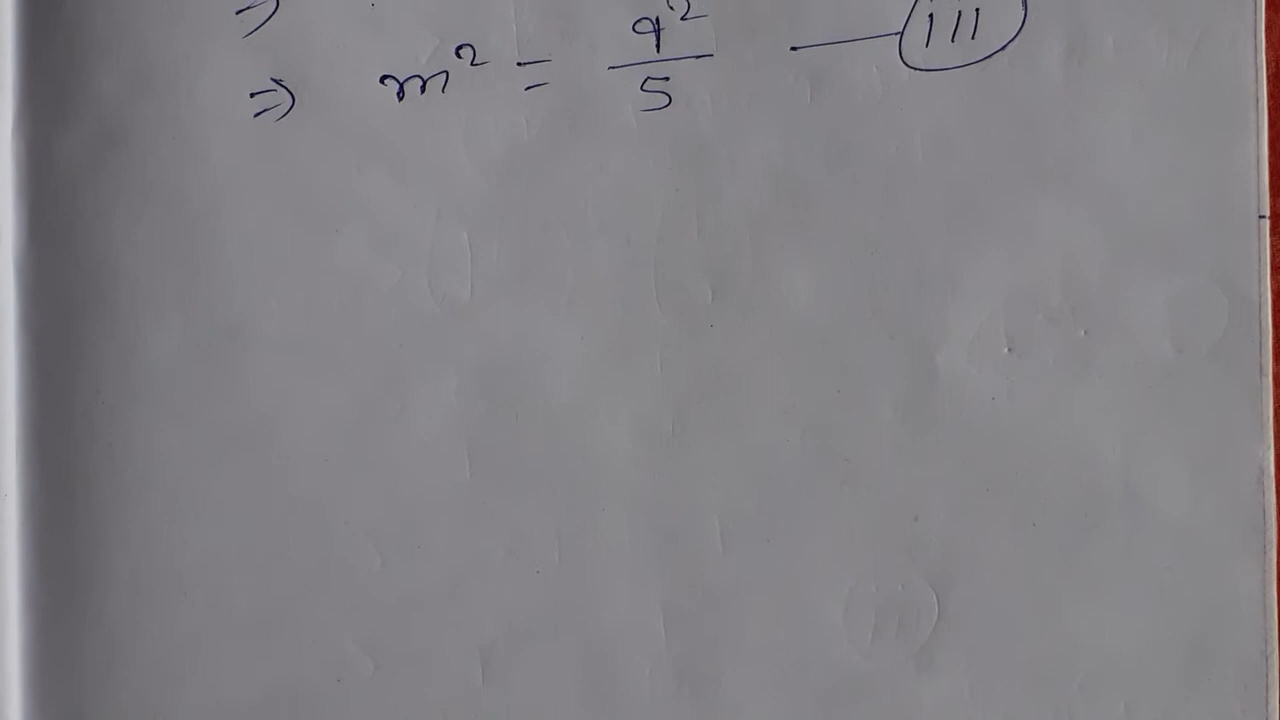 ⇒
⇒ m² = q²/5 —— (iii)